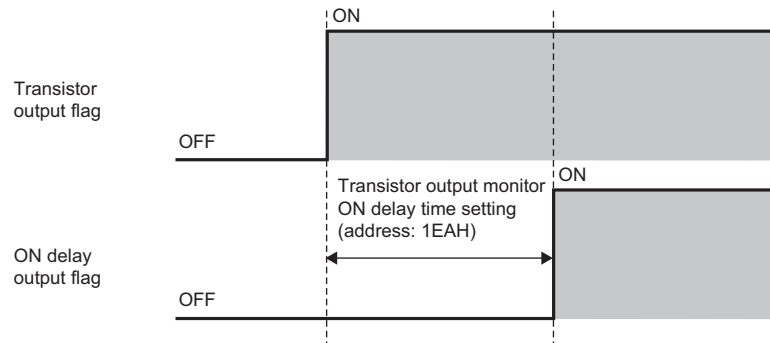 ON
Transistor
output flag
OFF
ON
Transistor output monitor
ON delay time setting
(address: 1EAH)
ON delay
output flag
OFF